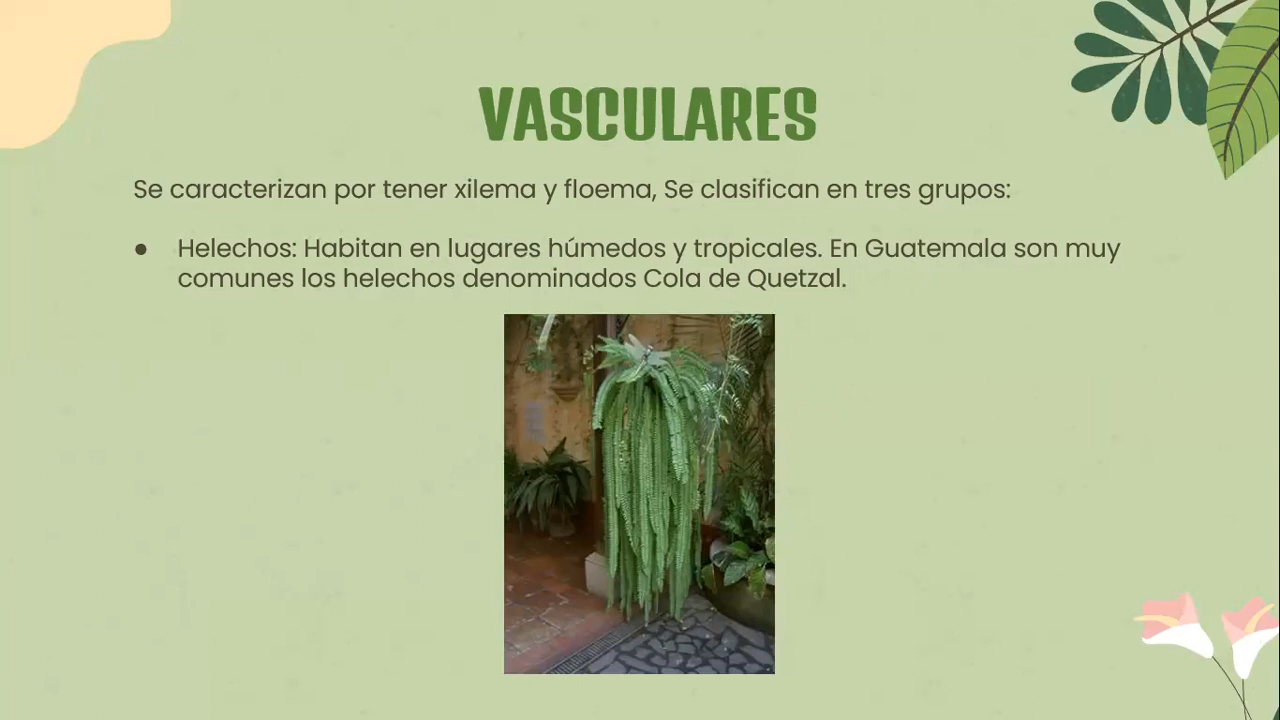 VASCULARES
Se caracterizan por tener xilema y floema, Se clasifican en tres grupos:
● Helechos: Habitan en lugares húmedos y tropicales. En Guatemala son muy
comunes los helechos denominados Cola de Quetzal.